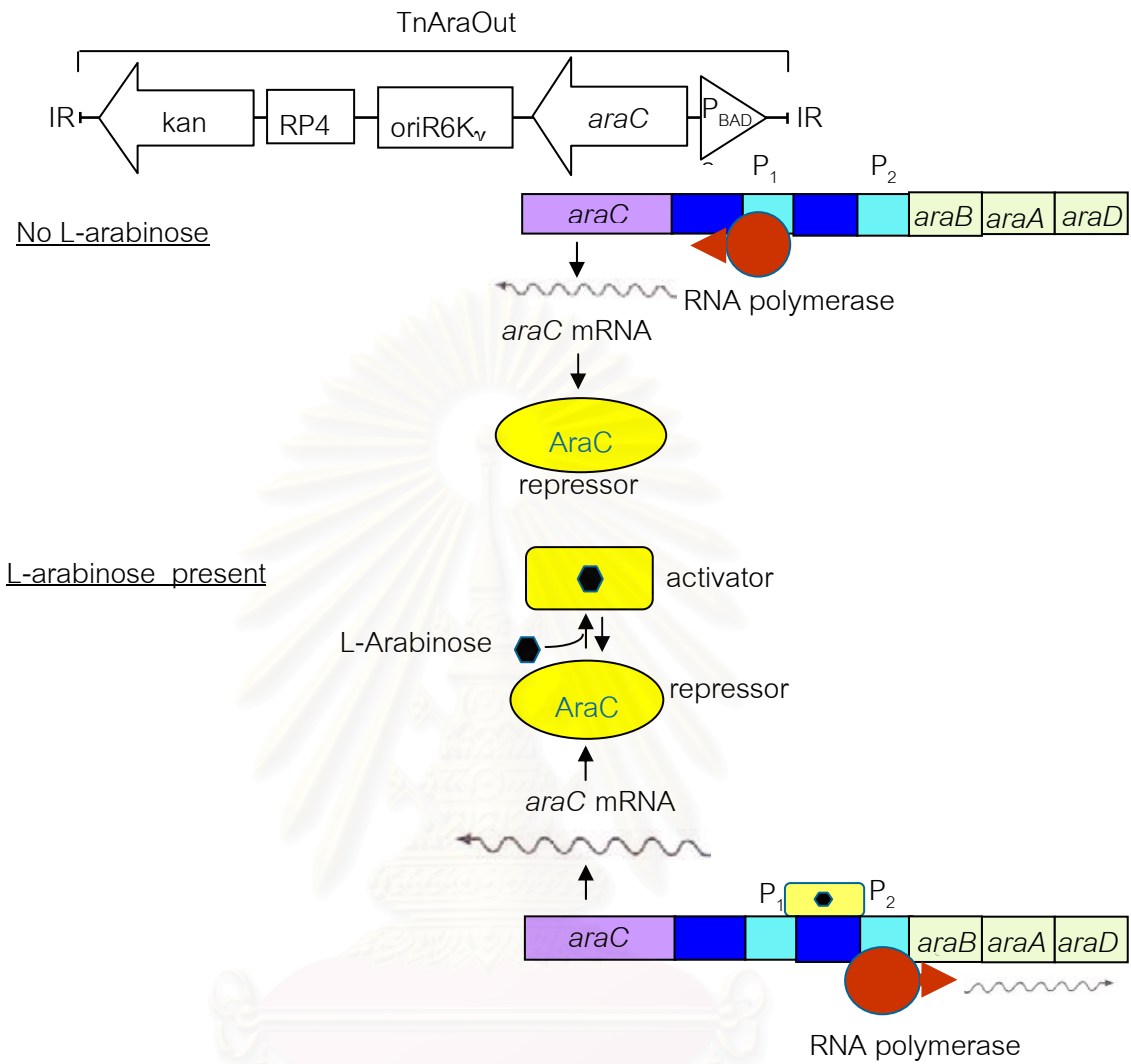 TnAraOut
IR kan RP4 oriR6Kγ araC PBAD IR
P1 P2
araC araB araA araD
No L-arabinose
RNA polymerase
araC mRNA
AraC
repressor
L-arabinose present
activator
L-Arabinose
repressor
AraC
araC mRNA
P1 P2
araC araB araA araD
RNA polymerase